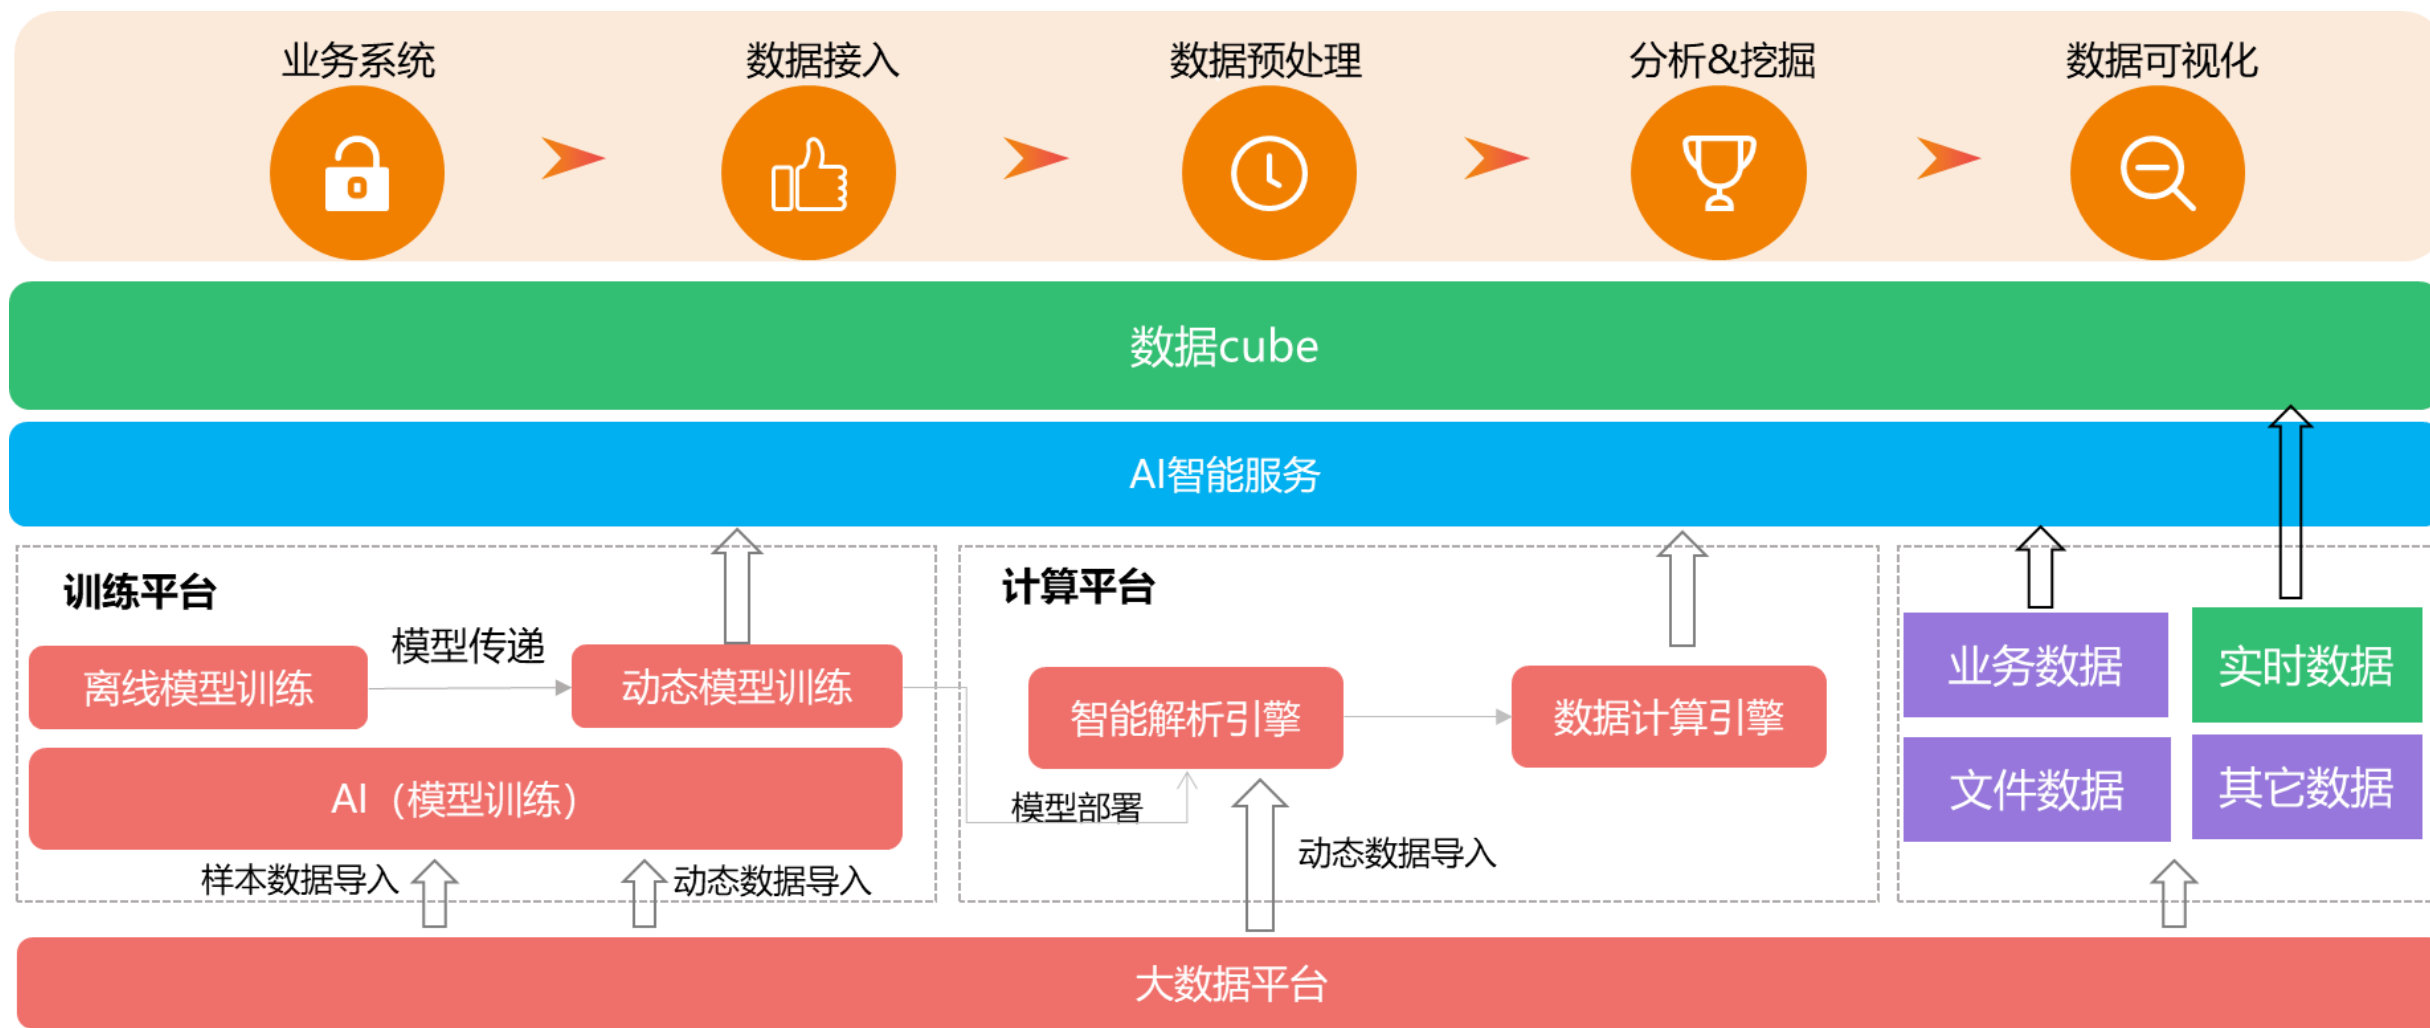 业务系统
数据接入
数据预处理
分析&挖掘
数据可视化
数据cube
AI智能服务
训练平台
离线模型训练
模型传递
动态模型训练
AI（模型训练）
样本数据导入
动态数据导入
计算平台
智能解析引擎
数据计算引擎
模型部署
动态数据导入
业务数据
实时数据
文件数据
其它数据
大数据平台